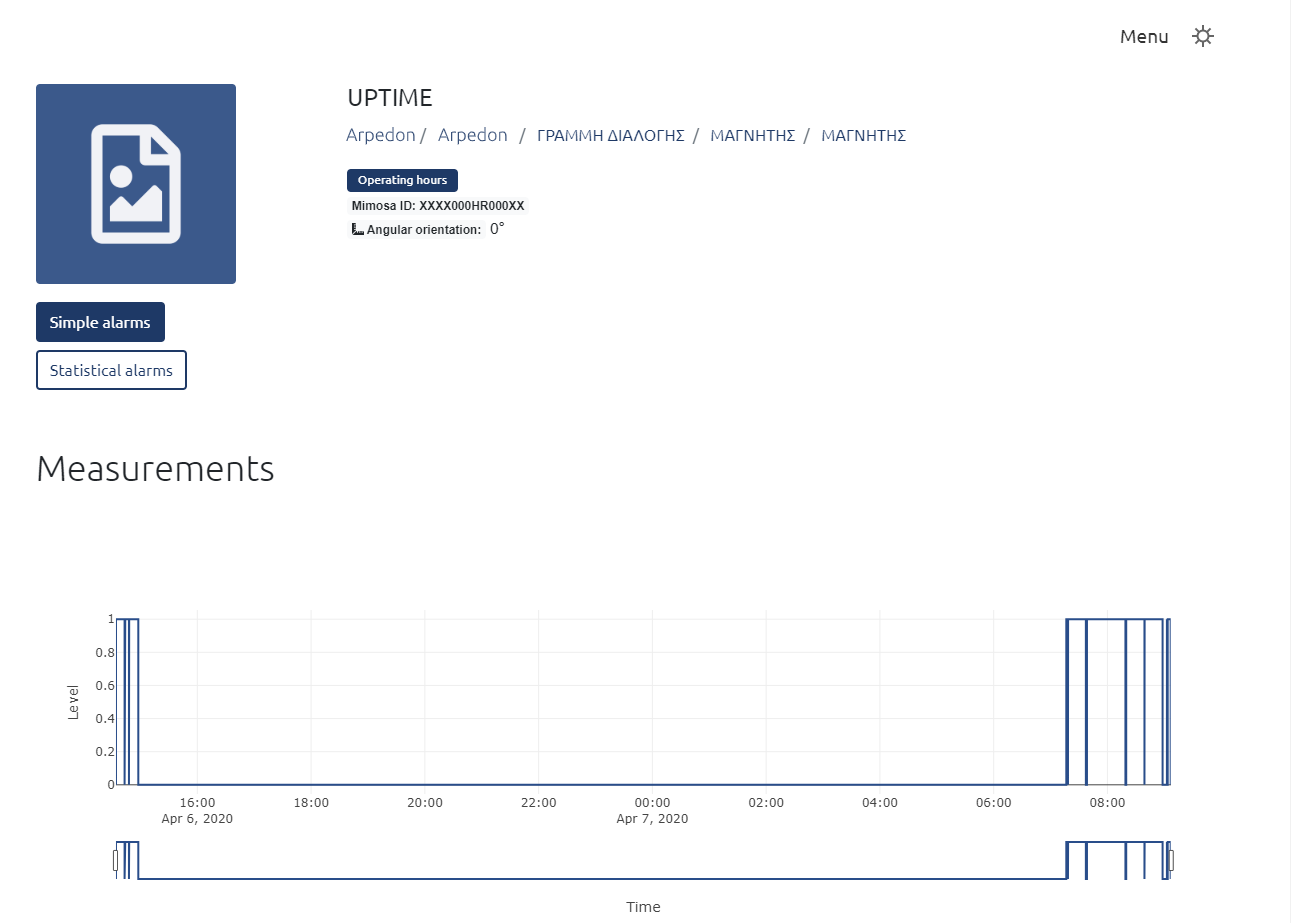 Menu
UPTIME
Arpedon / Arpedon / ΓΡΑΜΜΗ ΔΙΑΛΟΓΗΣ / ΜΑΓΝΗΤΗΣ / ΜΑΓΝΗΤΗΣ
Operating hours
Mimosa ID: XXXX000HR000XX
Angular orientation: 0°
Simple alarms
Statistical alarms
Measurements
1
0.8
0.6
0.4
0.2
0
Level
16:00 18:00 20:00 22:00 00:00 02:00 04:00 06:00 08:00
Apr 6, 2020 Apr 7, 2020
Time